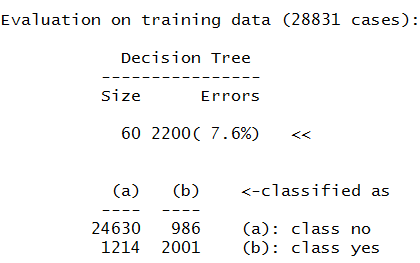 Evaluation on training data (28831 cases):
Decision Tree
----------------
Size Errors
60 2200( 7.6%) <<
(a) (b) <-classified as
---- ----
24630 986 (a): class no
1214 2001 (b): class yes